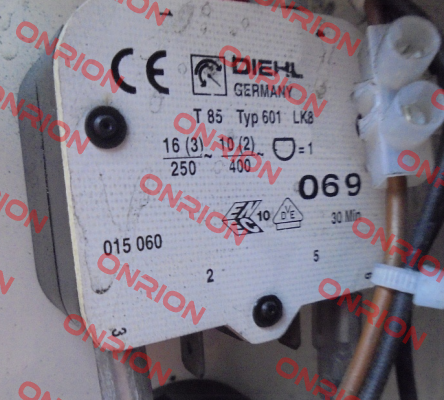 CE DIEHL
GERMANY
T 85 Typ 601 LK8
16 (3) 10 (2)
250 ~ 400 ~ = 1
069
10 VDE 30 Min
015 060
5
2
3
ONRION